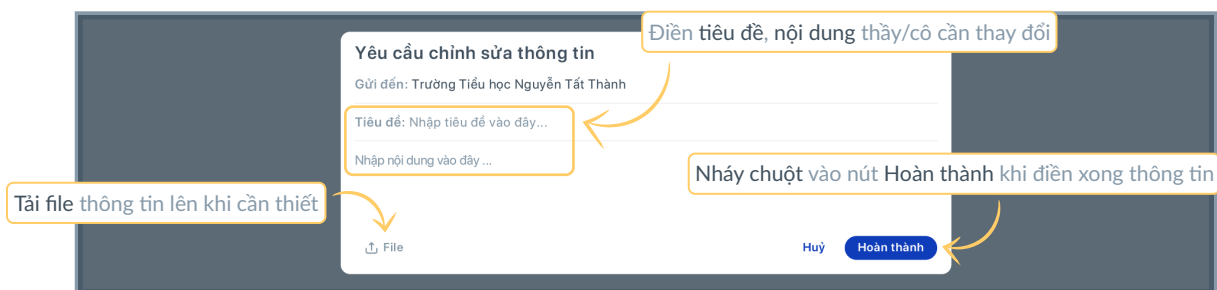 Điền tiêu đề, nội dung thầy/cô cần thay đổi
Yêu cầu chỉnh sửa thông tin
Gửi đến: Trường Tiểu học Nguyễn Tất Thành
Tiêu đề: Nhập tiêu đề vào đây...
Nhập nội dung vào đây ...
Nháy chuột vào nút Hoàn thành khi điền xong thông tin
Tải file thông tin lên khi cần thiết
File
Huỷ
Hoàn thành